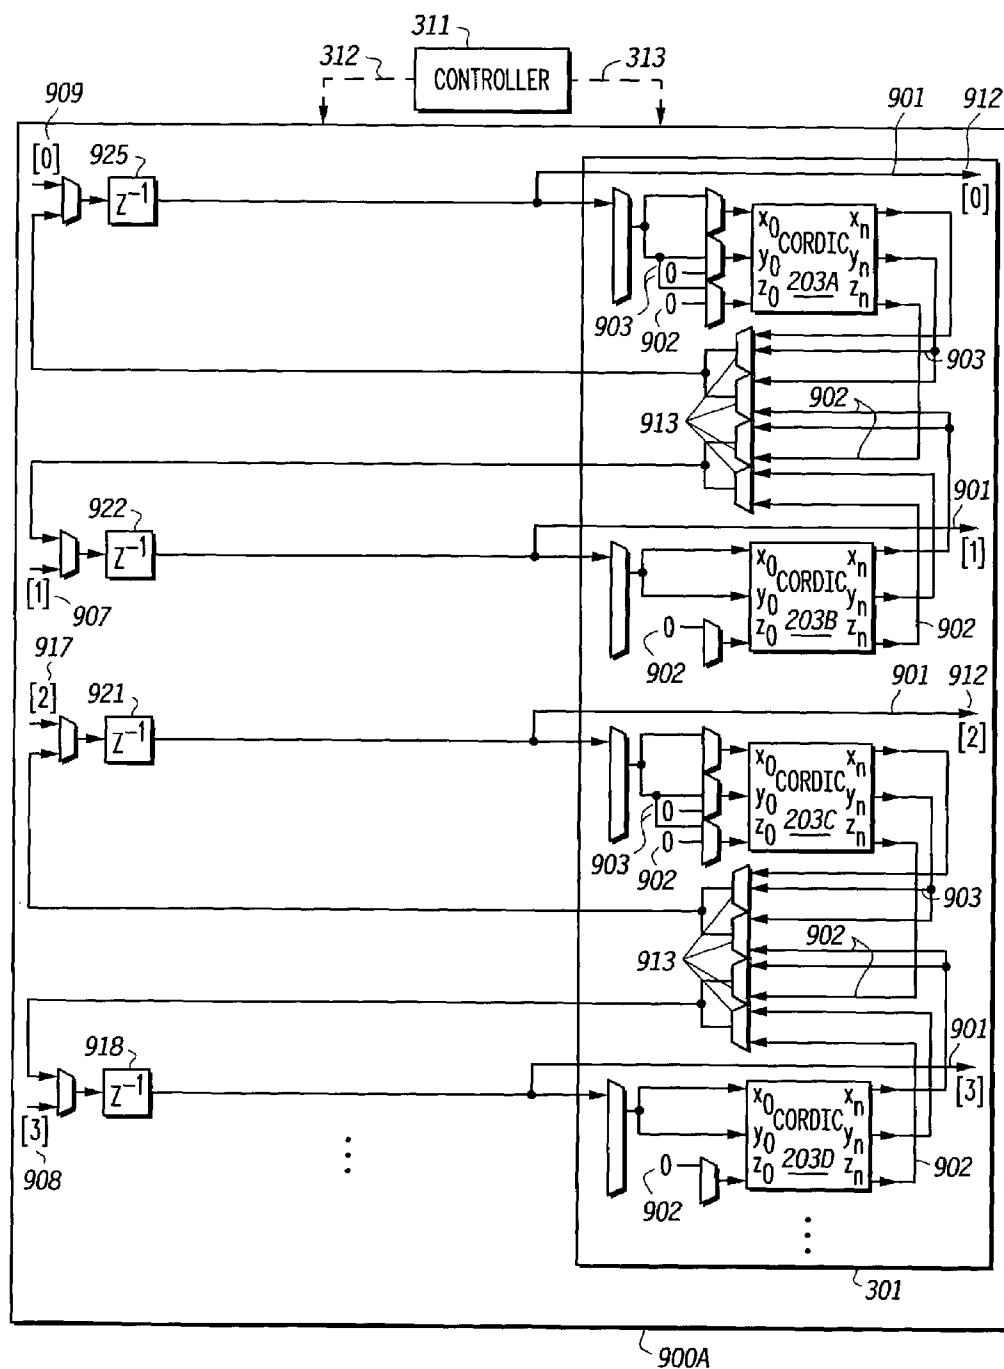 311
312
CONTROLLER
313
909
[0]
925
Z⁻¹
901
912
[0]
x0 xn
CORDIC
y0 yn
z0 203A zn
0
0
903
902
903
902
913
901
[1]
922
Z⁻¹
[1]
907
x0 xn
CORDIC
y0 yn
z0 203B zn
0
902
902
917
[2]
921
Z⁻¹
901
912
[2]
x0 xn
CORDIC
y0 yn
z0 203C zn
0
0
903
902
903
902
913
901
[3]
918
Z⁻¹
[3]
908
x0 xn
CORDIC
y0 yn
z0 203D zn
0
902
902
301
900A